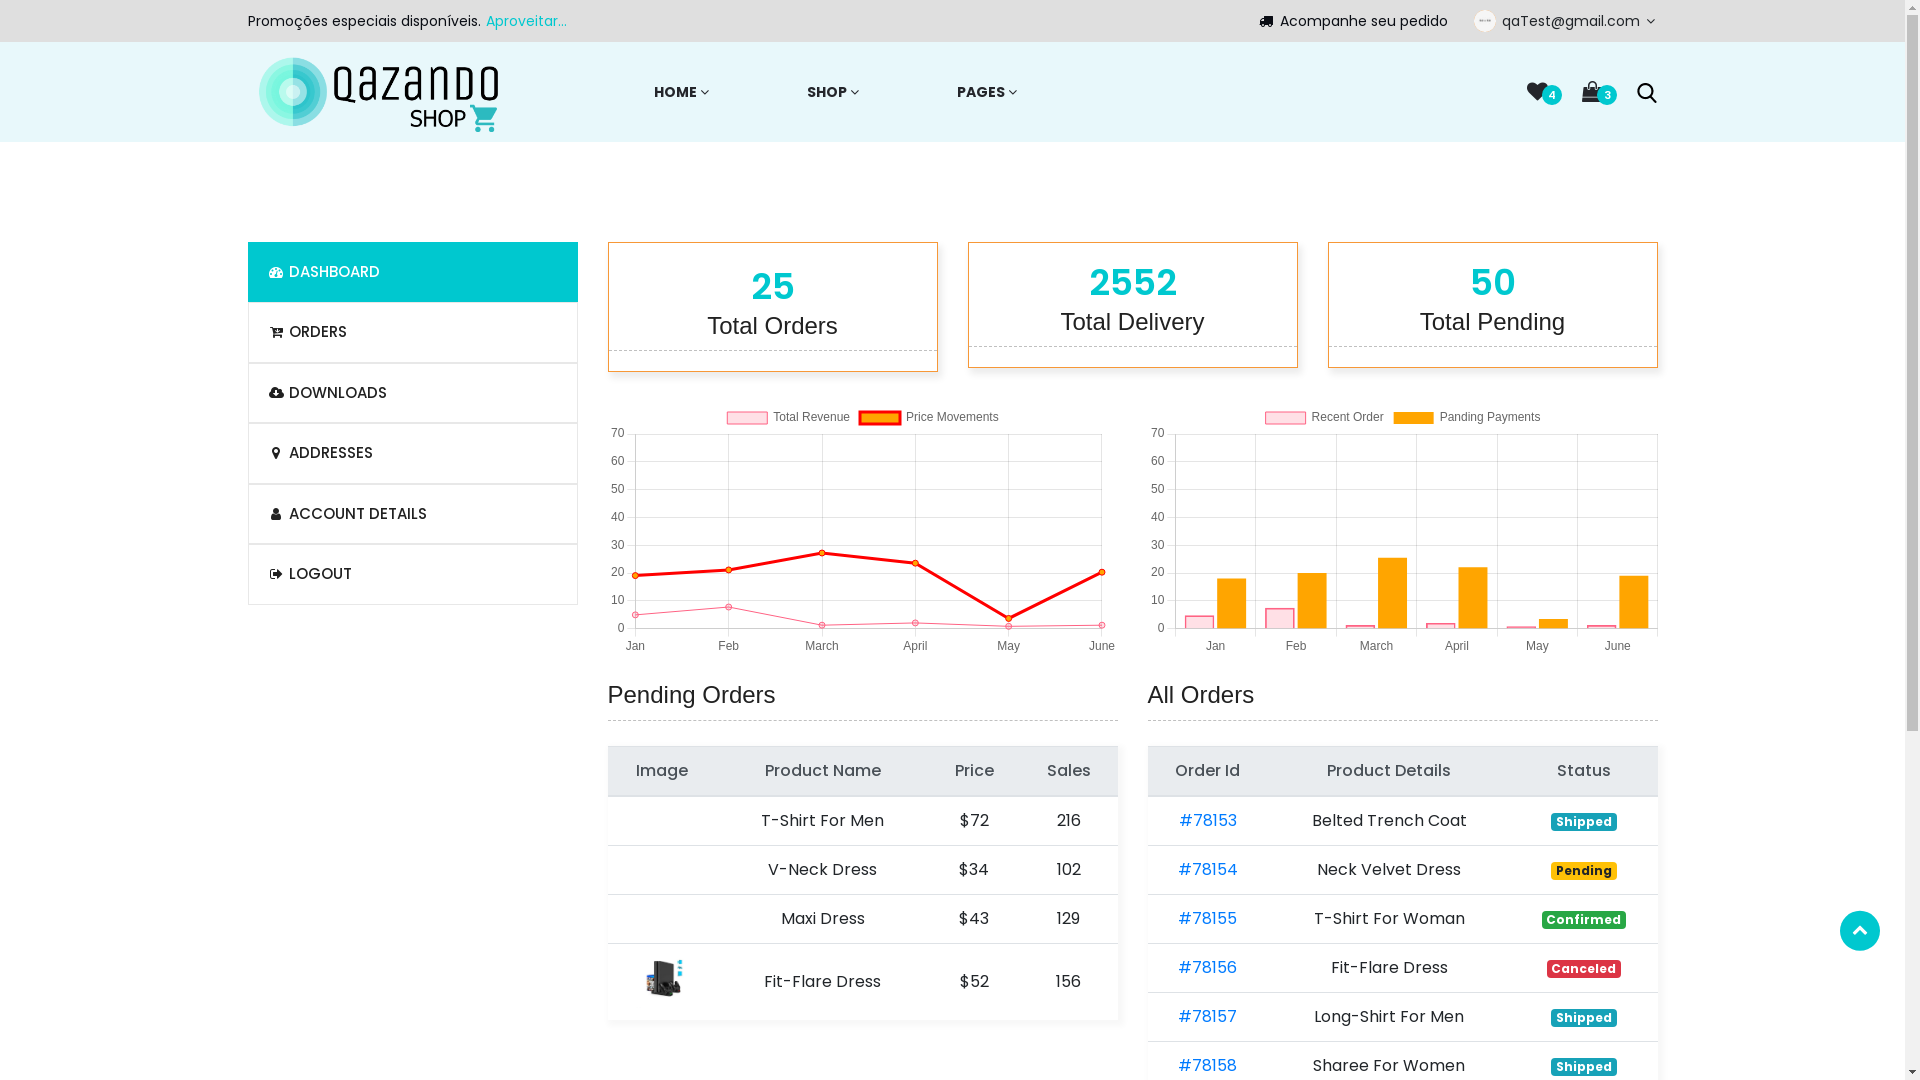 Promoções especiais disponíveis. Aproveitar...
Acompanhe seu pedido
qaTest@gmail.com
QAZANDO
SHOP
HOME
SHOP
PAGES
4
3
DASHBOARD
ORDERS
DOWNLOADS
ADDRESSES
ACCOUNT DETAILS
LOGOUT
25
Total Orders
2552
Total Delivery
50
Total Pending
Total Revenue Price Movements
70
60
50
40
30
20
10
0
Jan Feb March April May June
Recent Order Panding Payments
70
60
50
40
30
20
10
0
Jan Feb March April May June
Pending Orders
Image Product Name Price Sales
T-Shirt For Men $72 216
V-Neck Dress $34 102
Maxi Dress $43 129
Fit-Flare Dress $52 156
All Orders
Order Id Product Details Status
#78153 Belted Trench Coat Shipped
#78154 Neck Velvet Dress Pending
#78155 T-Shirt For Woman Confirmed
#78156 Fit-Flare Dress Canceled
#78157 Long-Shirt For Men Shipped
#78158 Sharee For Women Shipped